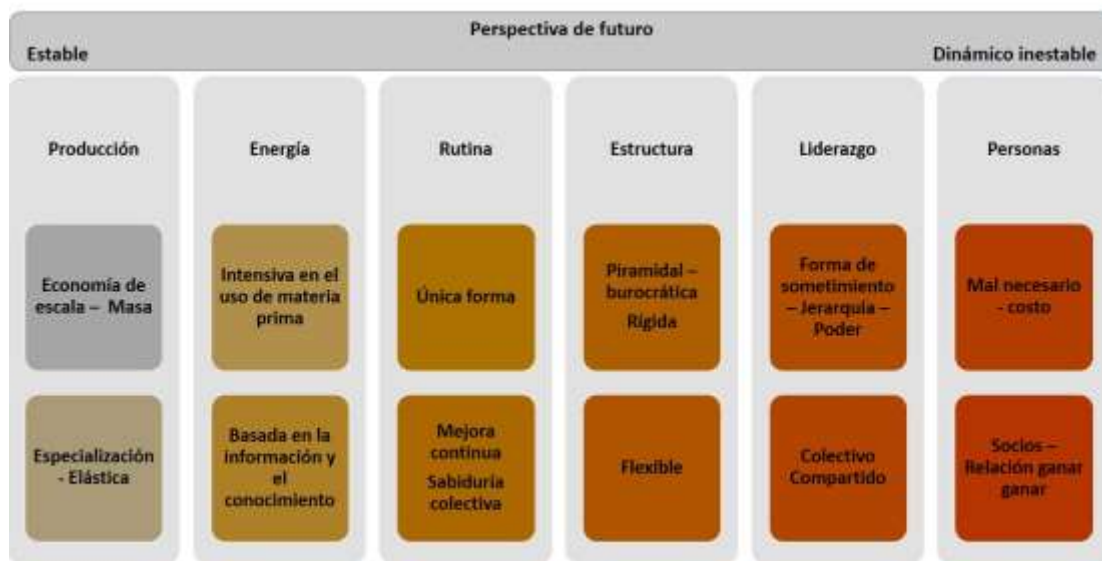 Perspectiva de futuro
Estable
Dinámico inestable
Producción
Energía
Rutina
Estructura
Liderazgo
Personas
Economía de
escala – Masa
Intensiva en el
uso de materia
prima
Única forma
Piramidal –
burocrática
Rígida
Forma de
sometimiento
– Jerarquía –
Poder
Mal necesario
- costo
Especialización
- Elástica
Basada en la
información y
el
conocimiento
Mejora
continua
Sabiduría
colectiva
Flexible
Colectivo
Compartido
Socios –
Relación ganar
ganar